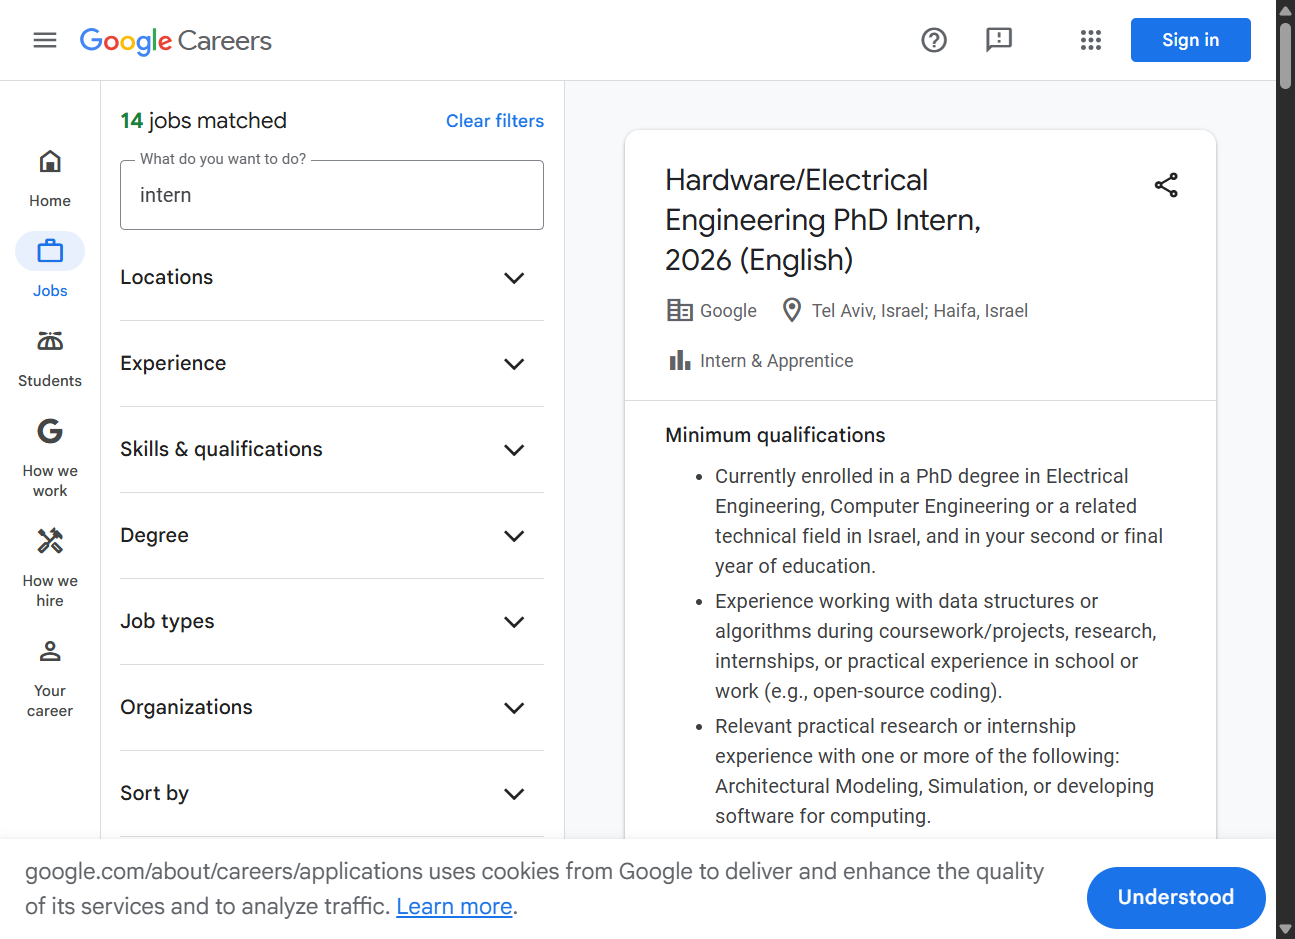 Google Careers
Sign in
Home
Jobs
Students
How we
work
How we
hire
Your
career
14 jobs matched
Clear filters
What do you want to do?
intern
Locations
Experience
Skills & qualifications
Degree
Job types
Organizations
Sort by
Hardware/Electrical
Engineering PhD Intern,
2026 (English)
Google
Tel Aviv, Israel; Haifa, Israel
Intern & Apprentice
Minimum qualifications
• Currently enrolled in a PhD degree in Electrical
Engineering, Computer Engineering or a related
technical field in Israel, and in your second or final
year of education.
• Experience working with data structures or
algorithms during coursework/projects, research,
internships, or practical experience in school or
work (e.g., open-source coding).
• Relevant practical research or internship
experience with one or more of the following:
Architectural Modeling, Simulation, or developing
software for computing.
google.com/about/careers/applications uses cookies from Google to deliver and enhance the quality
of its services and to analyze traffic. Learn more.
Understood